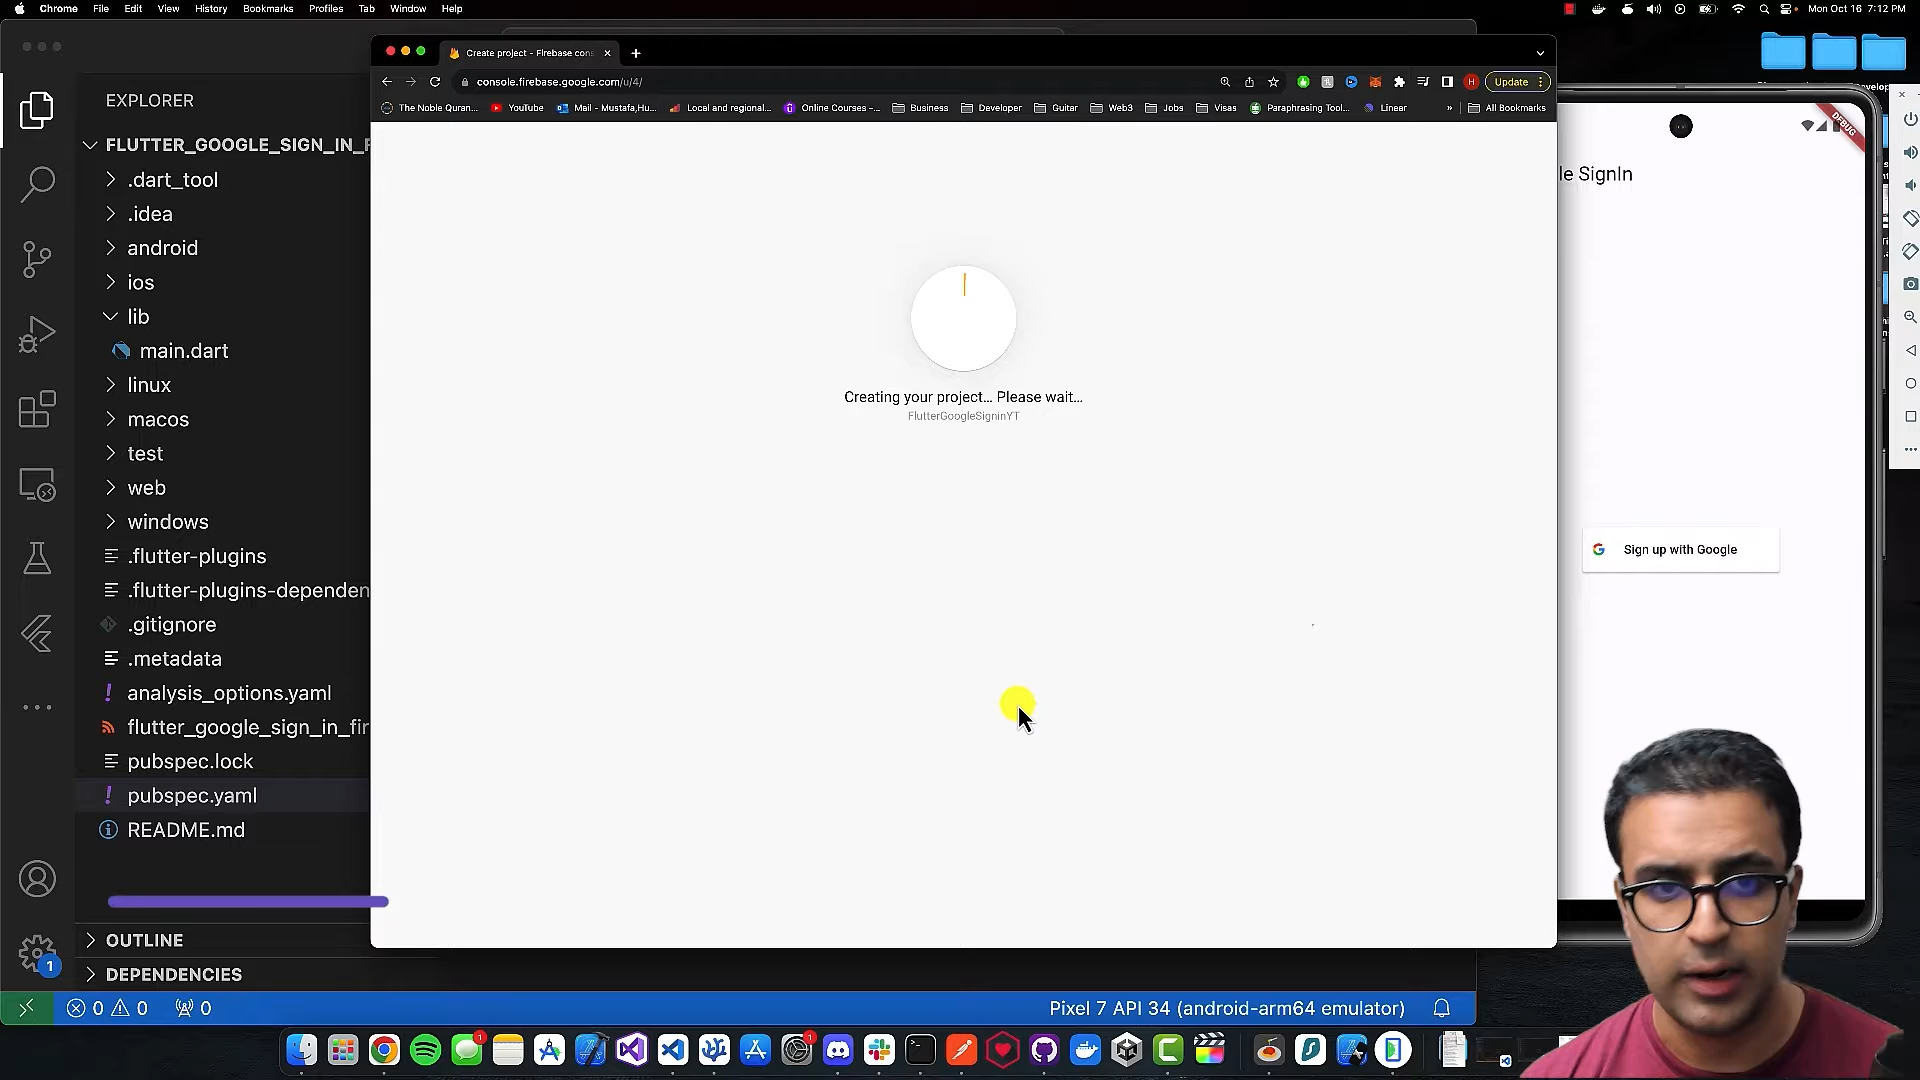 Chrome File Edit View History Bookmarks Profiles Tab Window Help
Mon Oct 16 7:12 PM
Create project - Firebase cons
console.firebase.google.com/u/4/
Update
The Noble Quran...
YouTube
Mail - Mustafa,Hu...
Local and regional...
Online Courses -...
Business
Developer
Guitar
Web3
Jobs
Visas
Paraphrasing Tool...
Linear
»
All Bookmarks
EXPLORER
FLUTTER_GOOGLE_SIGN_IN_F
.dart_tool
.idea
android
ios
lib
main.dart
linux
macos
test
web
windows
.flutter-plugins
.flutter-plugins-dependen
.gitignore
.metadata
analysis_options.yaml
flutter_google_sign_in_fir
pubspec.lock
pubspec.yaml
README.md
OUTLINE
DEPENDENCIES
Creating your project... Please wait...
FlutterGoogleSigninYT
DEBUG
le SignIn
Sign up with Google
1
0 0 0
Pixel 7 API 34 (android-arm64 emulator)